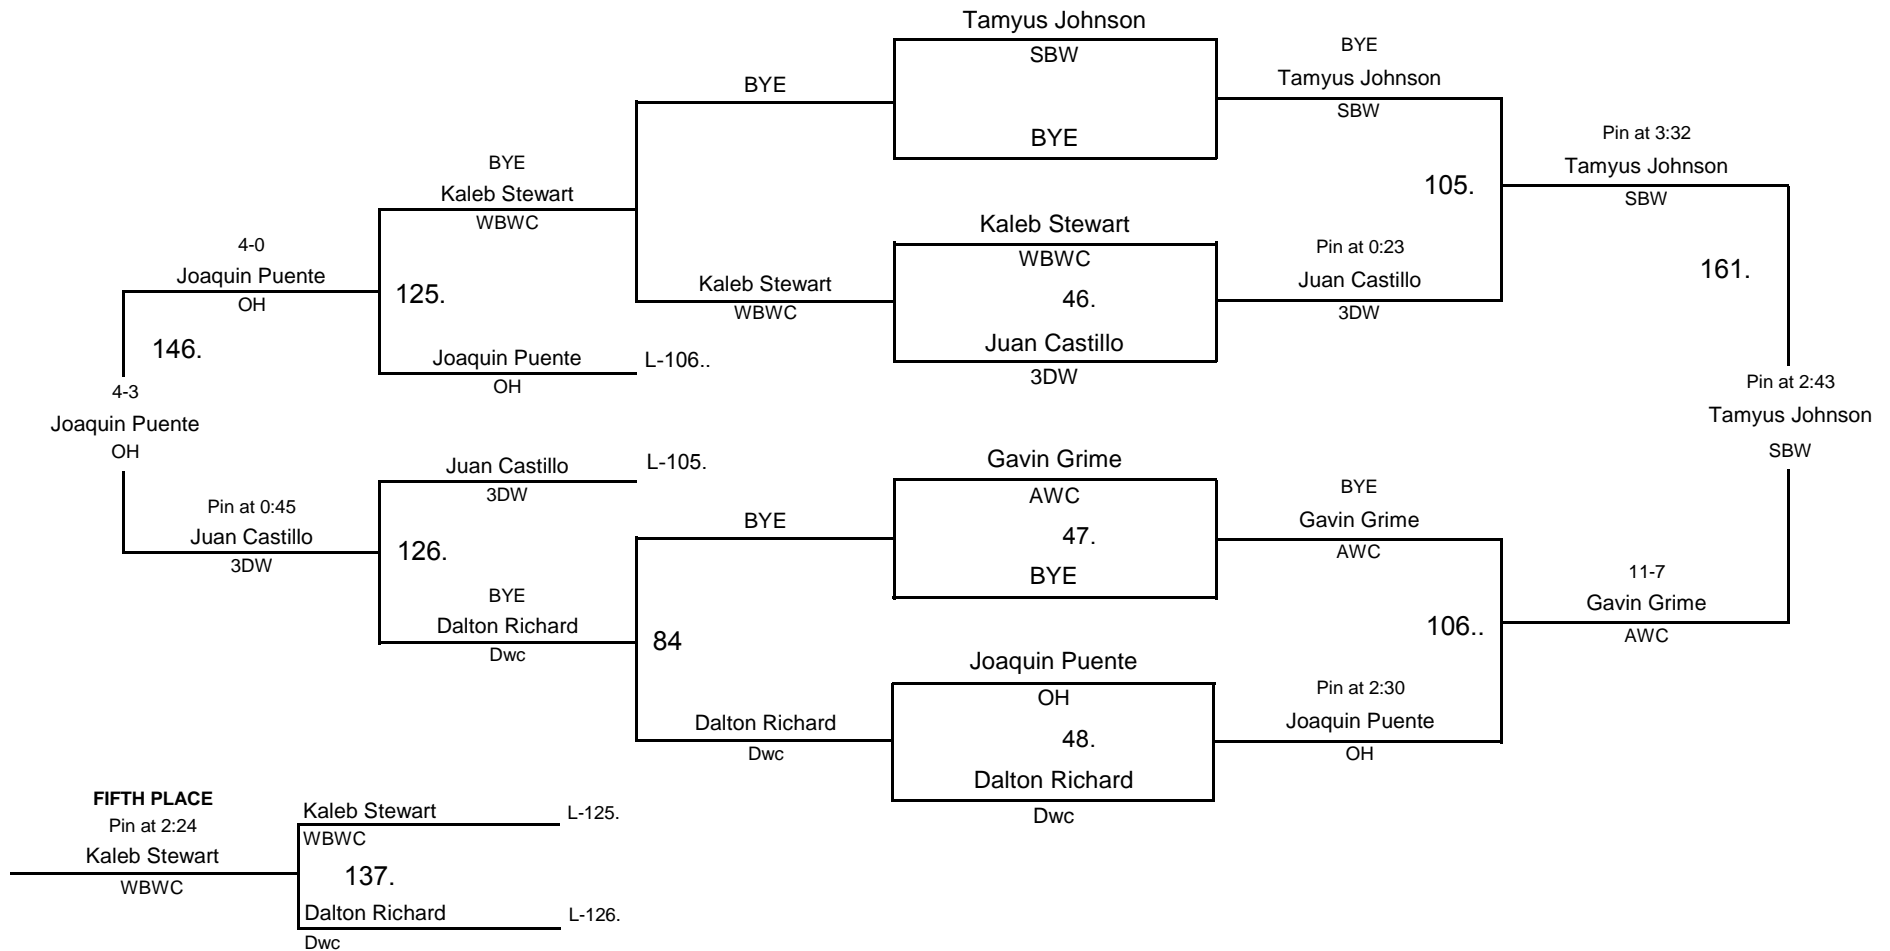 Tamyus Johnson
SBW
BYE
BYE
BYE
Tamyus Johnson
SBW
Pin at 3:32
Tamyus Johnson
SBW
BYE
Kaleb Stewart
WBWC
105.
Kaleb Stewart
WBWC
46.
Juan Castillo
3DW
Pin at 0:23
Juan Castillo
3DW
161.
4-0
Joaquin Puente
OH
125.
Kaleb Stewart
WBWC
146.
Joaquin Puente
OH
L-106..
4-3
Joaquin Puente
OH
Pin at 2:43
Tamyus Johnson
SBW
Juan Castillo
3DW
L-105.
Gavin Grime
AWC
47.
BYE
BYE
Gavin Grime
AWC
Pin at 0:45
Juan Castillo
3DW
126.
BYE
BYE
Dalton Richard
Dwc
84
106..
11-7
Gavin Grime
AWC
Joaquin Puente
OH
48.
Dalton Richard
Dwc
Pin at 2:30
Joaquin Puente
OH
Dalton Richard
Dwc
FIFTH PLACE
Pin at 2:24
Kaleb Stewart
WBWC
Kaleb Stewart
WBWC
L-125.
137.
Dalton Richard
Dwc
L-126.